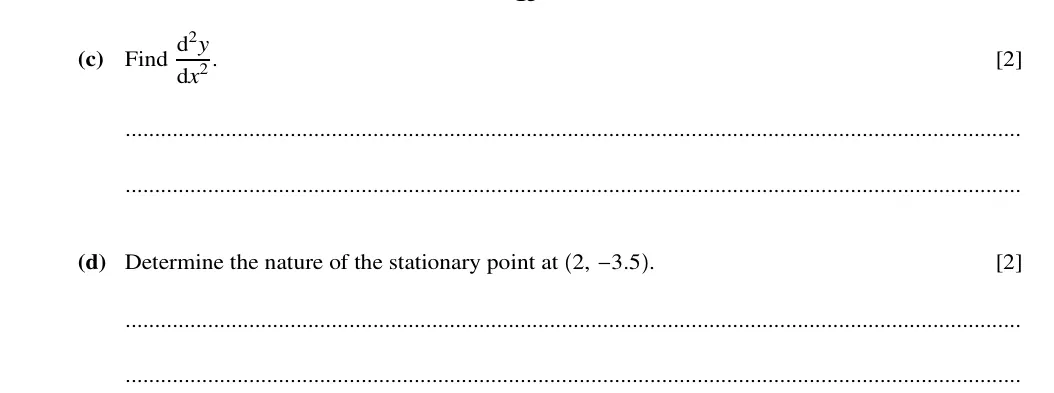 (c) Find d²y/dx². [2]
(d) Determine the nature of the stationary point at (2, −3.5). [2]